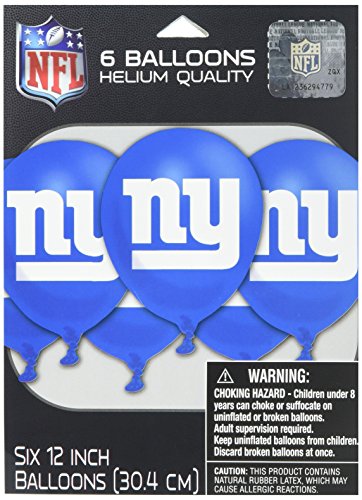 NFL
6 BALLOONS
HELIUM QUALITY
NFL
2GX
LA 236294779
ny
ny
ny
SIX 12 INCH
BALLOONS (30.4 CM)
WARNING:
CHOKING HAZARD - Children under 8
years can choke or suffocate on
uninflated or broken balloons.
Adult supervision required.
Keep uninflated balloons from children.
Discard broken balloons at once.
CAUTION: THIS PRODUCT CONTAINS
NATURAL RUBBER LATEX, WHICH MAY
CAUSE ALLERGIC REACTIONS.